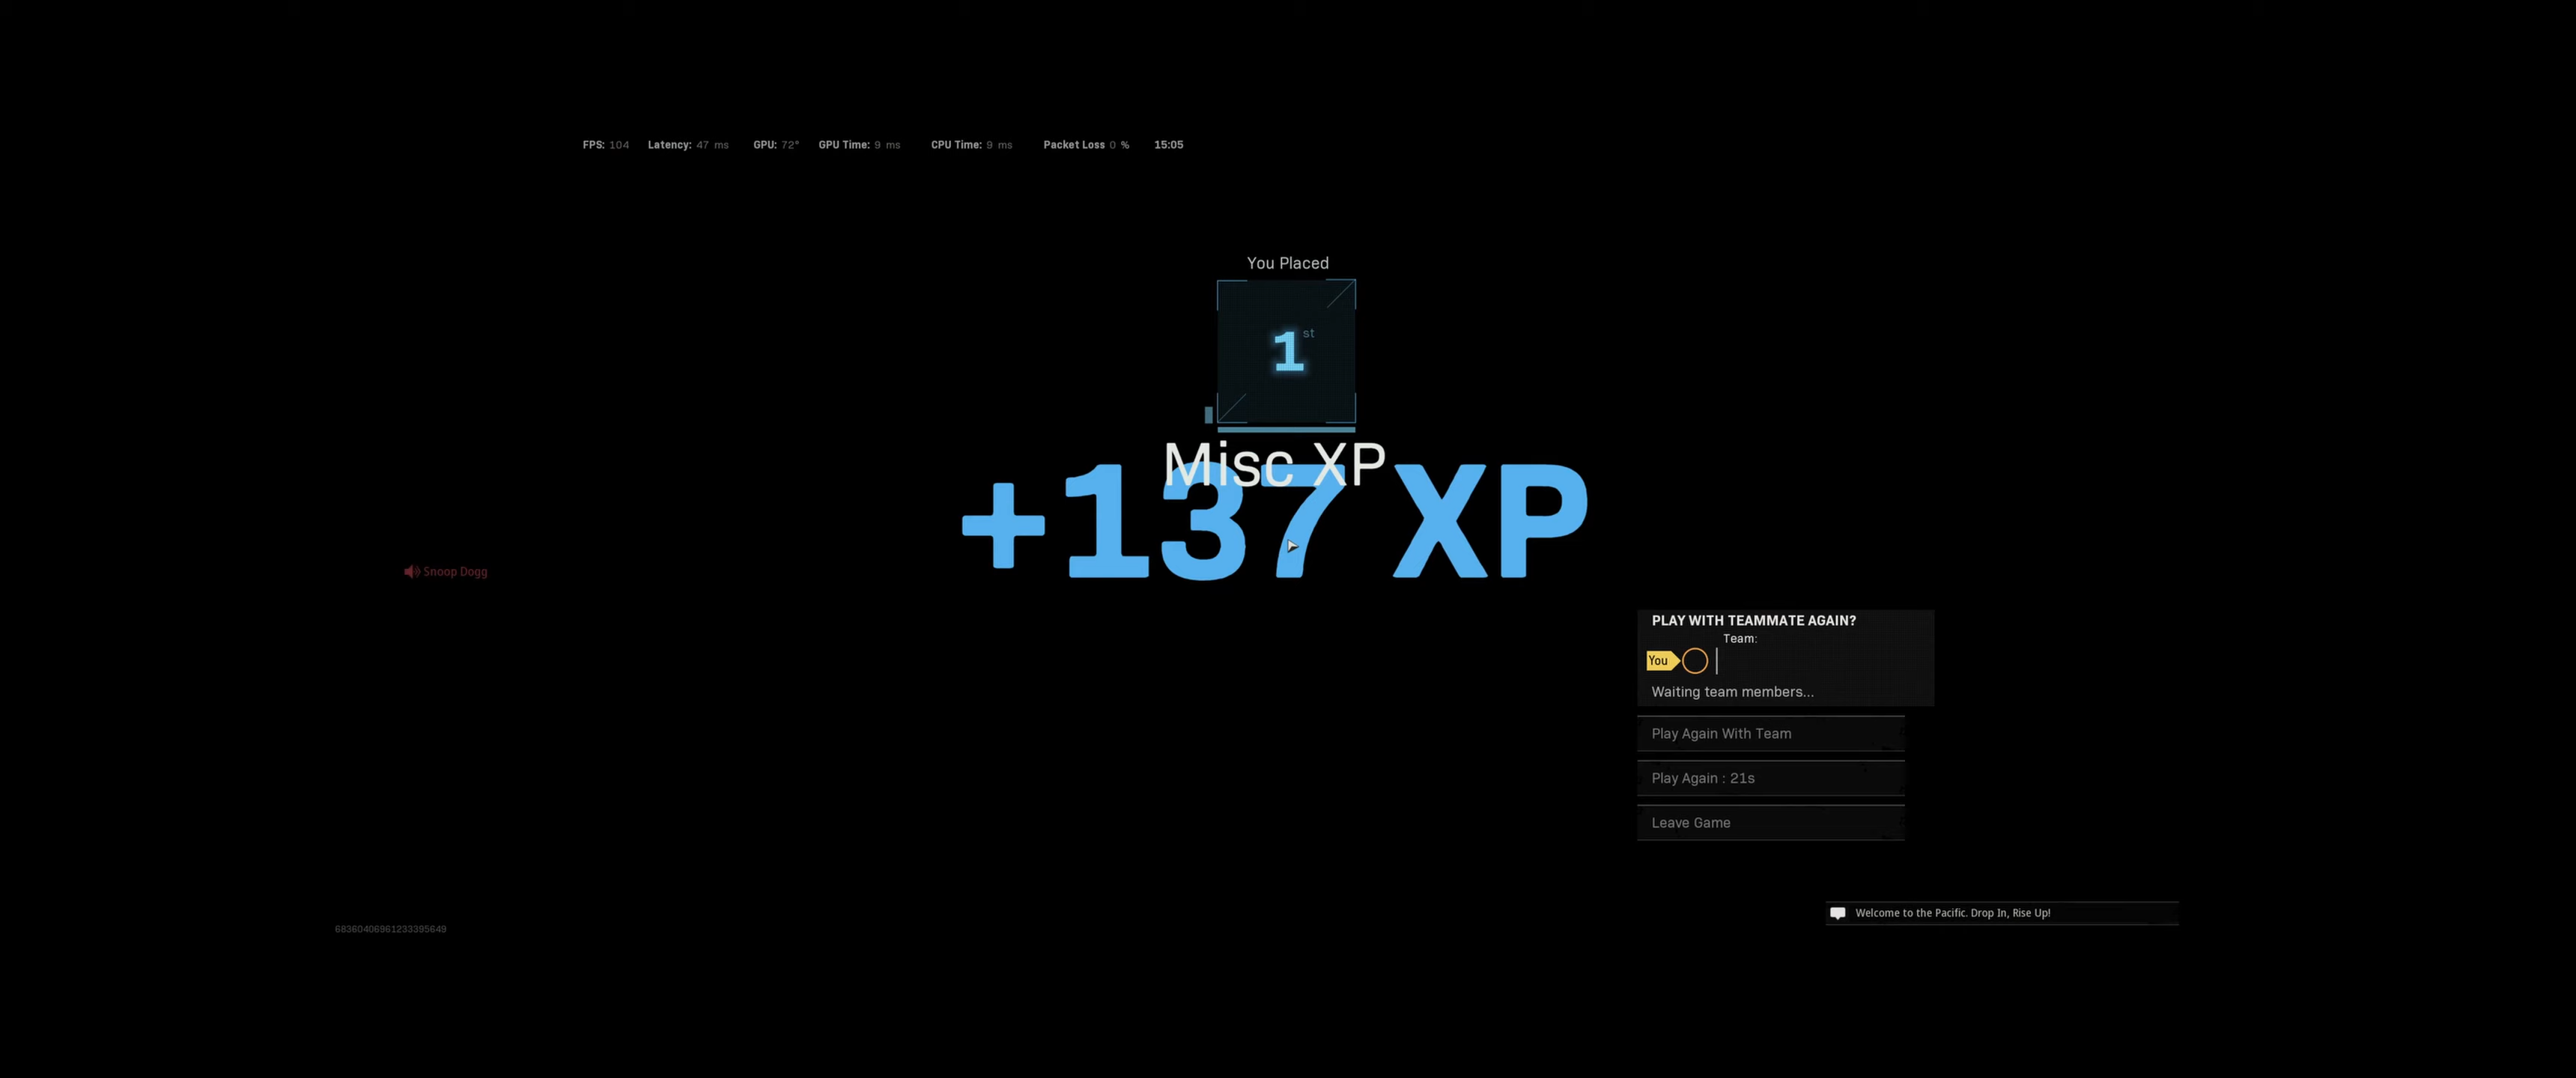 FPS: 104 Latency: 47 ms GPU: 72° GPU Time: 9 ms CPU Time: 9 ms Packet Loss 0 % 15:05
You Placed
1st
Misc XP
+137 XP
Snoop Dogg
PLAY WITH TEAMMATE AGAIN?
Team:
You
Waiting team members...
Play Again With Team
Play Again : 21s
Leave Game
Welcome to the Pacific. Drop In, Rise Up!
68360406961233395649